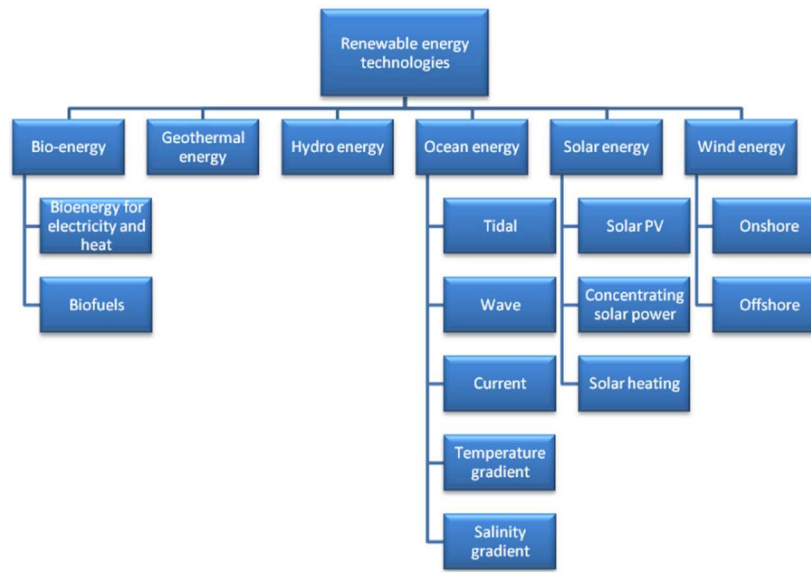 Renewable energy
technologies
Bio-energy
Geothermal
energy
Hydro energy
Ocean energy
Solar energy
Wind energy
Bioenergy for
electricity and
heat
Biofuels
Tidal
Wave
Current
Temperature
gradient
Salinity
gradient
Solar PV
Concentrating
solar power
Solar heating
Onshore
Offshore